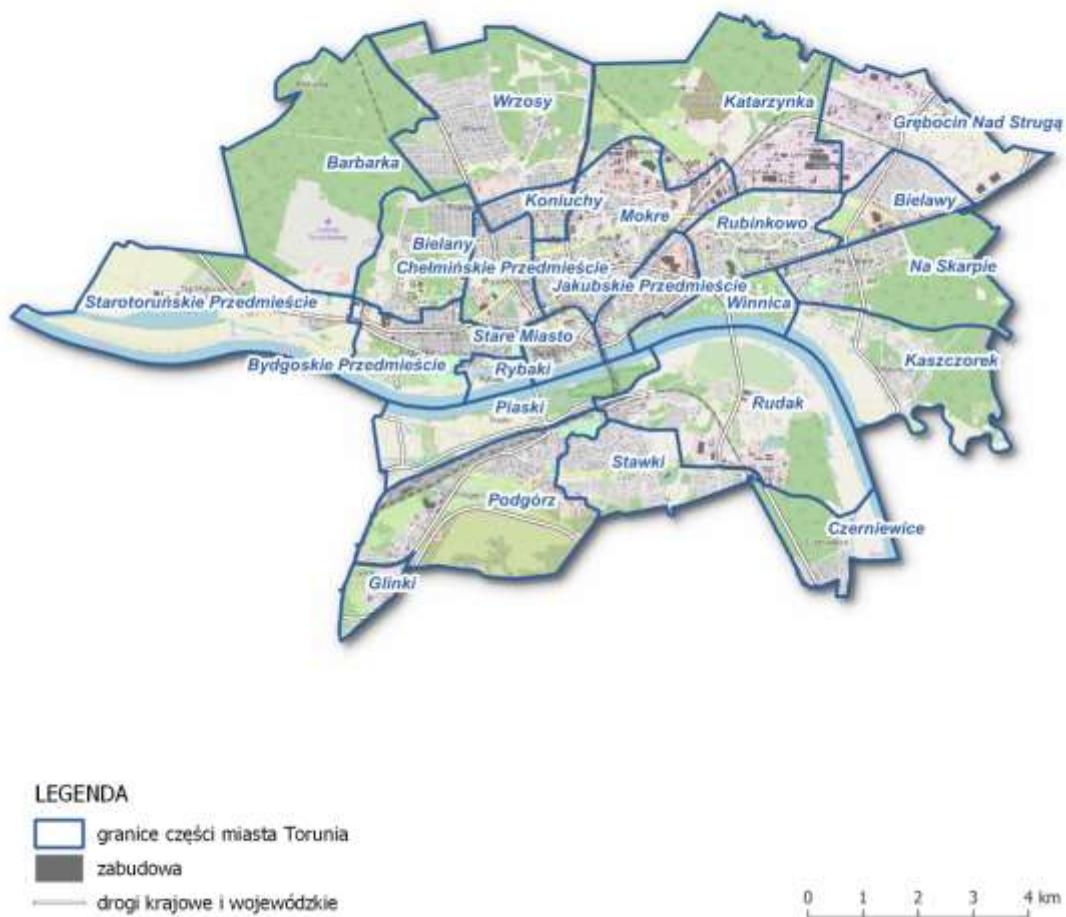 Wrzosy
Katarzynka
Grębocin Nad Strugą
Barbarka
Koniuchy
Mokre
Rubinkowo
Bielawy
Bielany
Chełmińskie Przedmieście
Na Skarpie
Jakubskie Przedmieście
Starotoruńskie Przedmieście
Winnica
Stare Miasto
Bydgoskie Przedmieście
Rybaki
Kaszczorek
Piaski
Rudak
Stawki
Podgórz
Czerniewice
Glinki
LEGENDA
granice części miasta Torunia
zabudowa
drogi krajowe i wojewódzkie
0 1 2 3 4 km